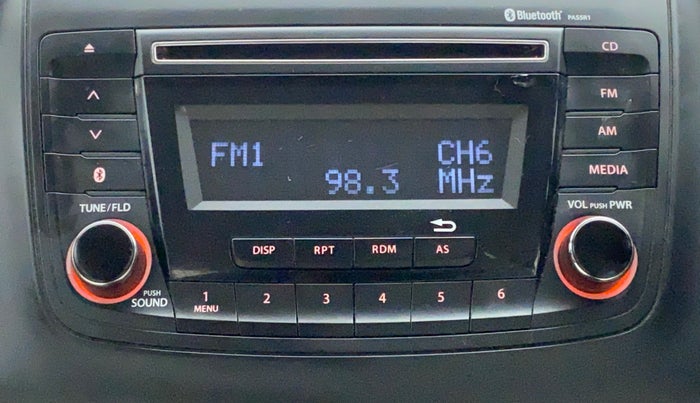 Bluetooth PA55R1
CD
FM
AM
MEDIA
FM1 CH6
98.3 MHz
TUNE/FLD
VOL PUSH PWR
DISP RPT RDM AS
PUSH
SOUND
1 2 3 4 5 6
MENU